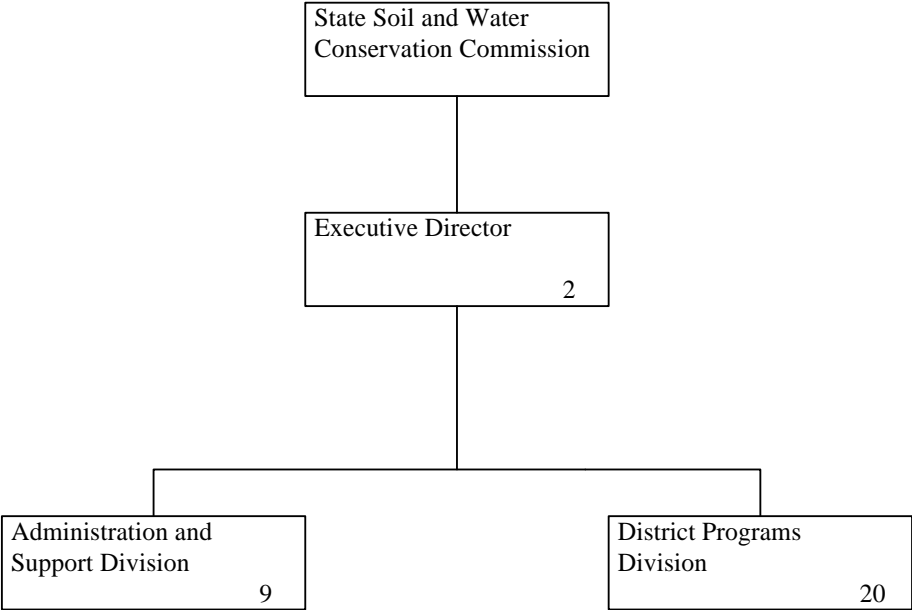 State Soil and Water
Conservation Commission
Executive Director
2
Administration and
Support Division
9
District Programs
Division
20